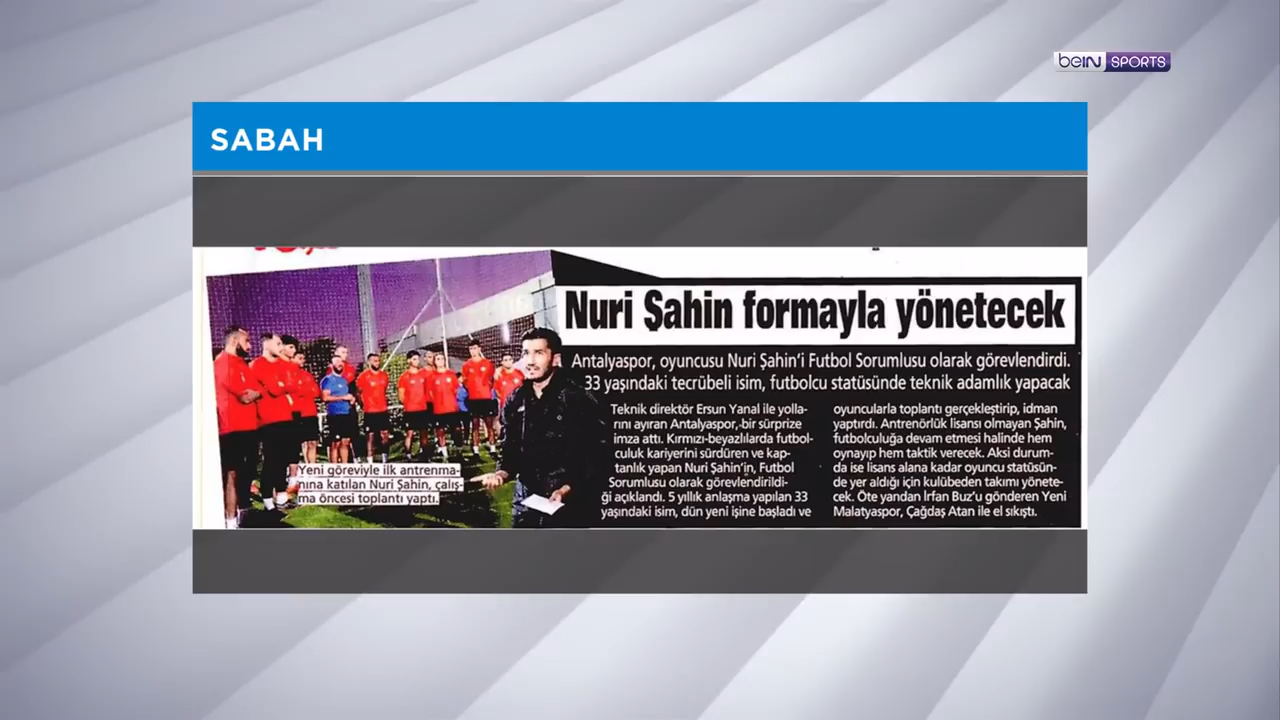 beIN SPORTS
SABAH
Nuri Şahin formayla yönetecek
Antalyaspor, oyuncusu Nuri Şahin'i Futbol Sorumlusu olarak görevlendirdi.
33 yaşındaki tecrübeli isim, futbolcu statüsünde teknik adamlık yapacak
Teknik direktör Ersun Yanal ile yolla-
rını ayıran Antalyaspor, bir sürprize
imza attı. Kırmızı-beyazlılarda futbol-
culuk kariyerini sürdüren ve kap-
tanlık yapan Nuri Şahin'in, Futbol
Sorumlusu olarak görevlendirildi-
ği açıklandı. 5 yıllık anlaşma yapılan 33
yaşındaki isim, dün yeni işine başladı ve
oyuncularla toplantı gerçekleştirip, idman
yaptırdı. Antrenörlük lisansı olmayan Şahin,
futbolculuğa devam etmesi halinde hem
oynayıp hem taktik verecek. Aksi durum-
da ise lisans alana kadar oyuncu statüsün-
de yer aldığı için kulübeden takımı yönete-
cek. Öte yandan İrfan Buz'u gönderen Yeni
Malatyaspor, Çağdaş Atan ile el sıkıştı.
Yeni göreviyle ilk antrenma-
nına katılan Nuri Şahin, çalış-
ma öncesi toplantı yaptı.